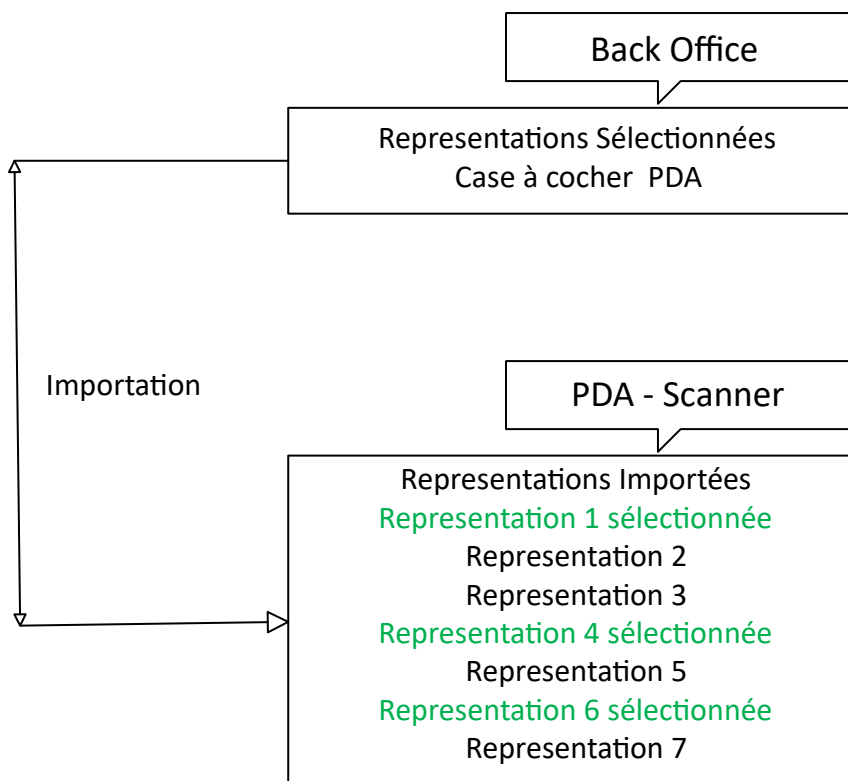 Back Office
Representations Sélectionnées
Case à cocher PDA
Importation
PDA - Scanner
Representations Importées
Representation 1 sélectionnée
Representation 2
Representation 3
Representation 4 sélectionnée
Representation 5
Representation 6 sélectionnée
Representation 7